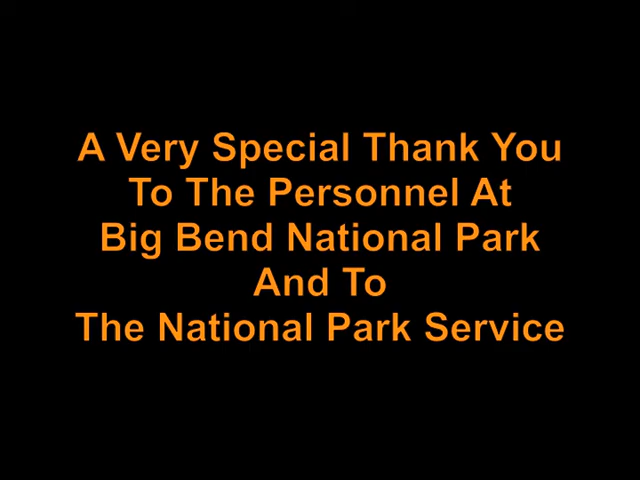 A Very Special Thank You
To The Personnel At
Big Bend National Park
And To
The National Park Service